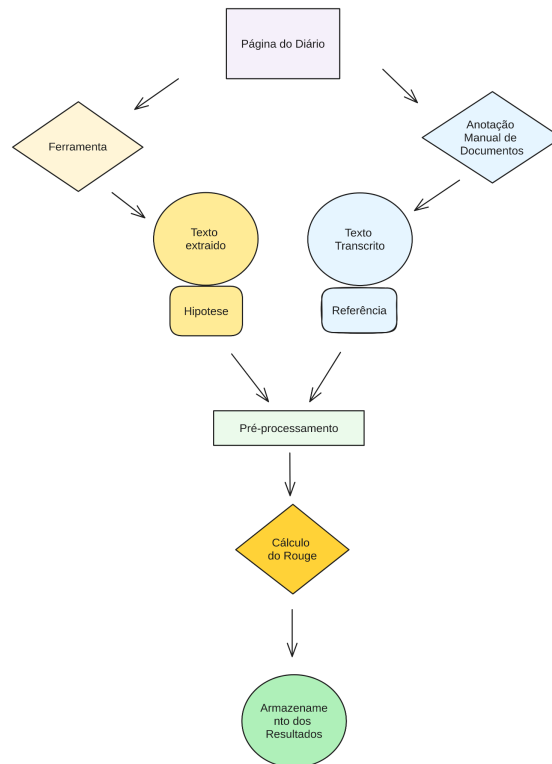 Página do Diário
Ferramenta
Anotação
Manual de
Documentos
Texto
extraido
Texto
Transcrito
Hipotese
Referência
Pré-processamento
Cálculo
do Rouge
Armazename
nto dos
Resultados